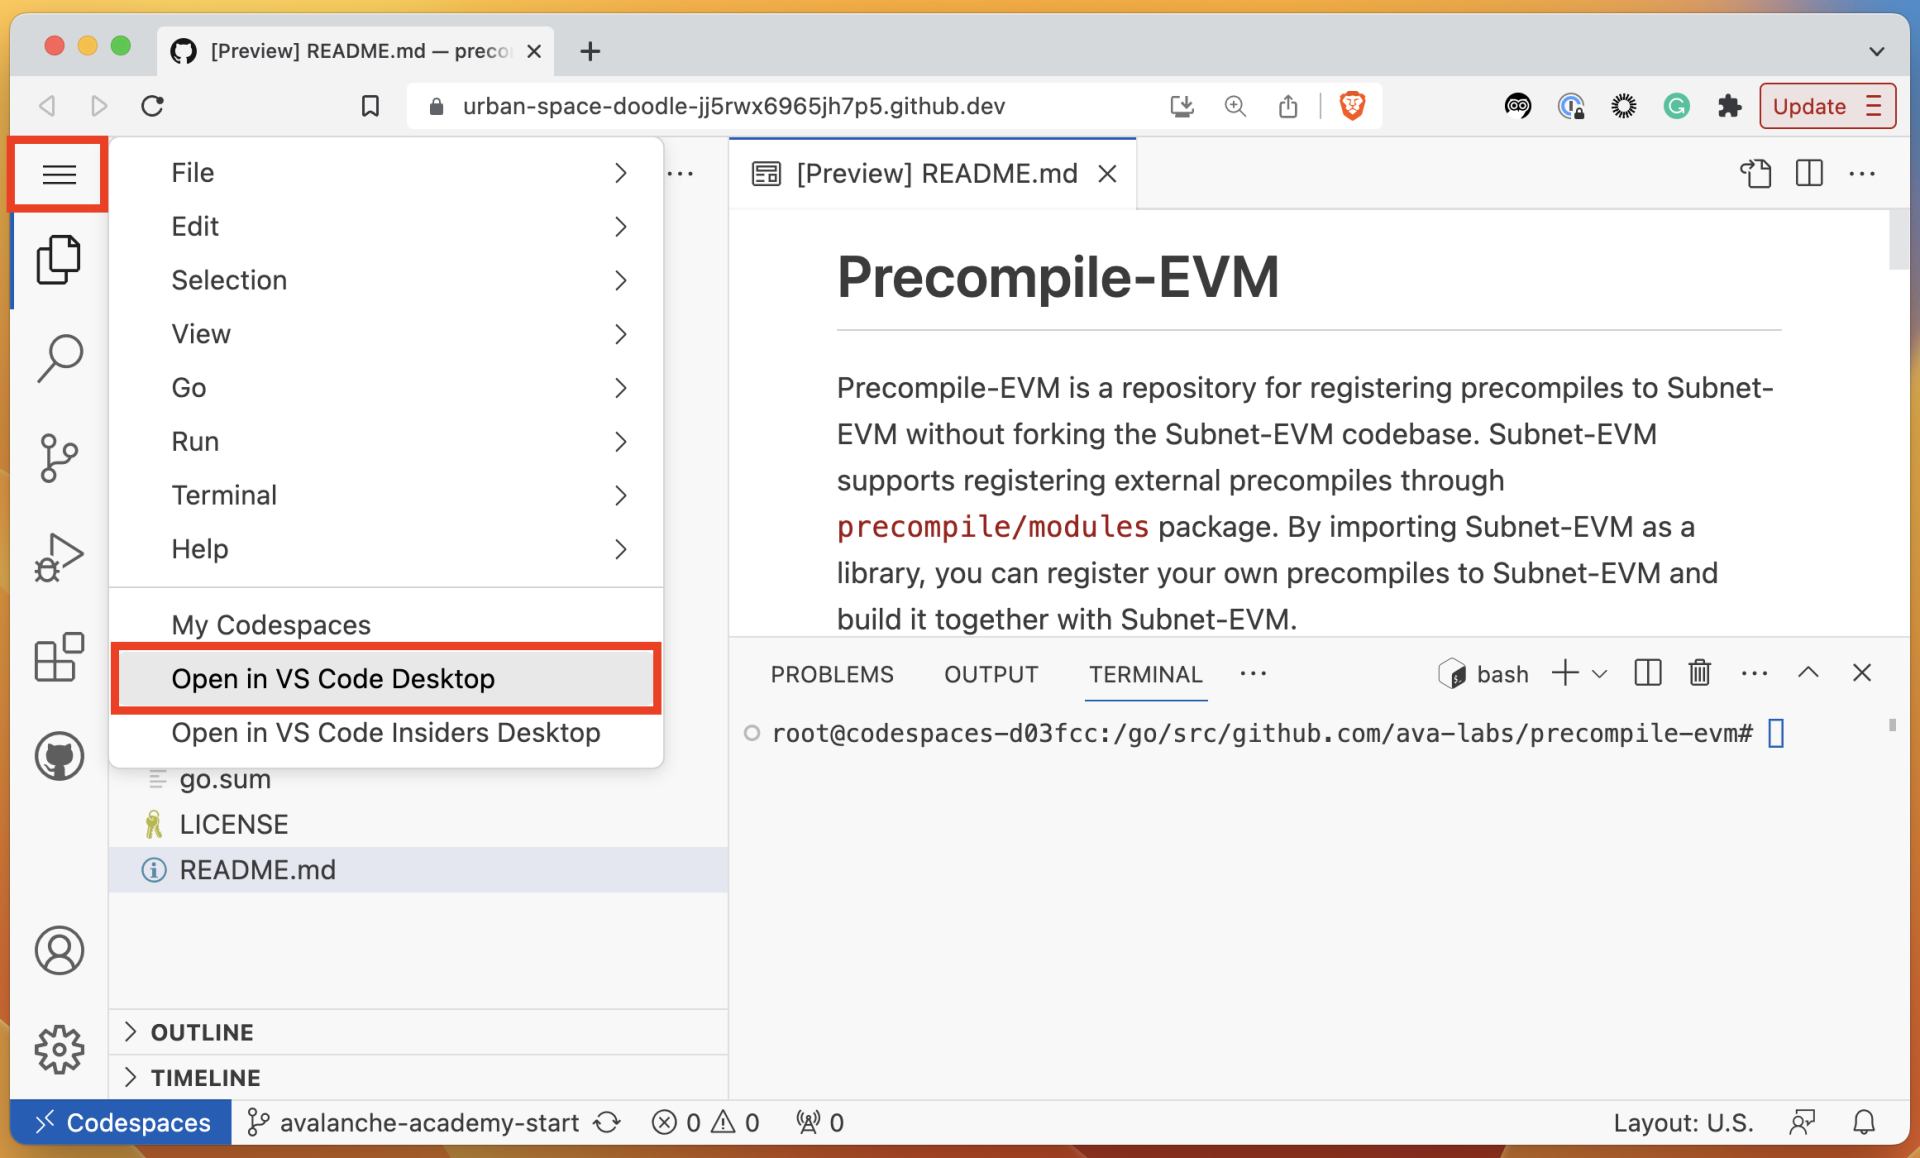 [Preview] README.md — preco
urban-space-doodle-jj5rwx6965jh7p5.github.dev
Update
File
Edit
Selection
View
Go
Run
Terminal
Help
My Codespaces
Open in VS Code Desktop
Open in VS Code Insiders Desktop
go.sum
LICENSE
README.md
OUTLINE
TIMELINE
[Preview] README.md
Precompile-EVM
Precompile-EVM is a repository for registering precompiles to Subnet-
EVM without forking the Subnet-EVM codebase. Subnet-EVM
supports registering external precompiles through
precompile/modules package. By importing Subnet-EVM as a
library, you can register your own precompiles to Subnet-EVM and
build it together with Subnet-EVM.
PROBLEMS OUTPUT TERMINAL ··· bash
root@codespaces-d03fcc:/go/src/github.com/ava-labs/precompile-evm#
Codespaces avalanche-academy-start 0 0 0 Layout: U.S.